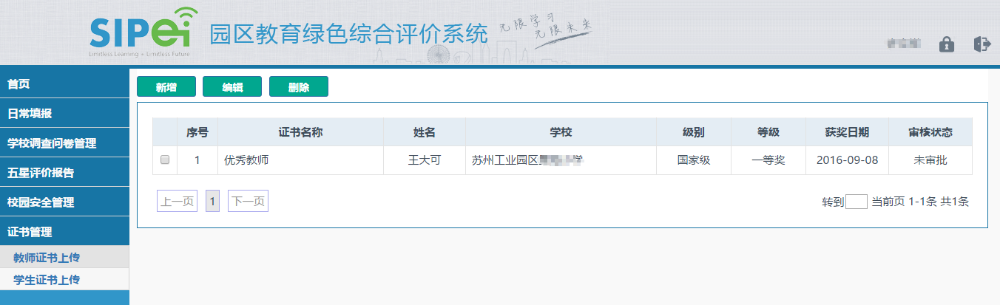 SIPEi
Limitless Learning + Limitless Future
园区教育绿色综合评价系统
无限学习
无限未来
首页
日常填报
学校调查问卷管理
五星评价报告
校园安全管理
证书管理
教师证书上传
学生证书上传
新增 编辑 删除
序号 证书名称 姓名 学校 级别 等级 获奖日期 审核状态
1 优秀教师 王大可 苏州工业园区 国家级 一等奖 2016-09-08 未审批
上一页 1 下一页 转到 当前页 1-1条 共1条